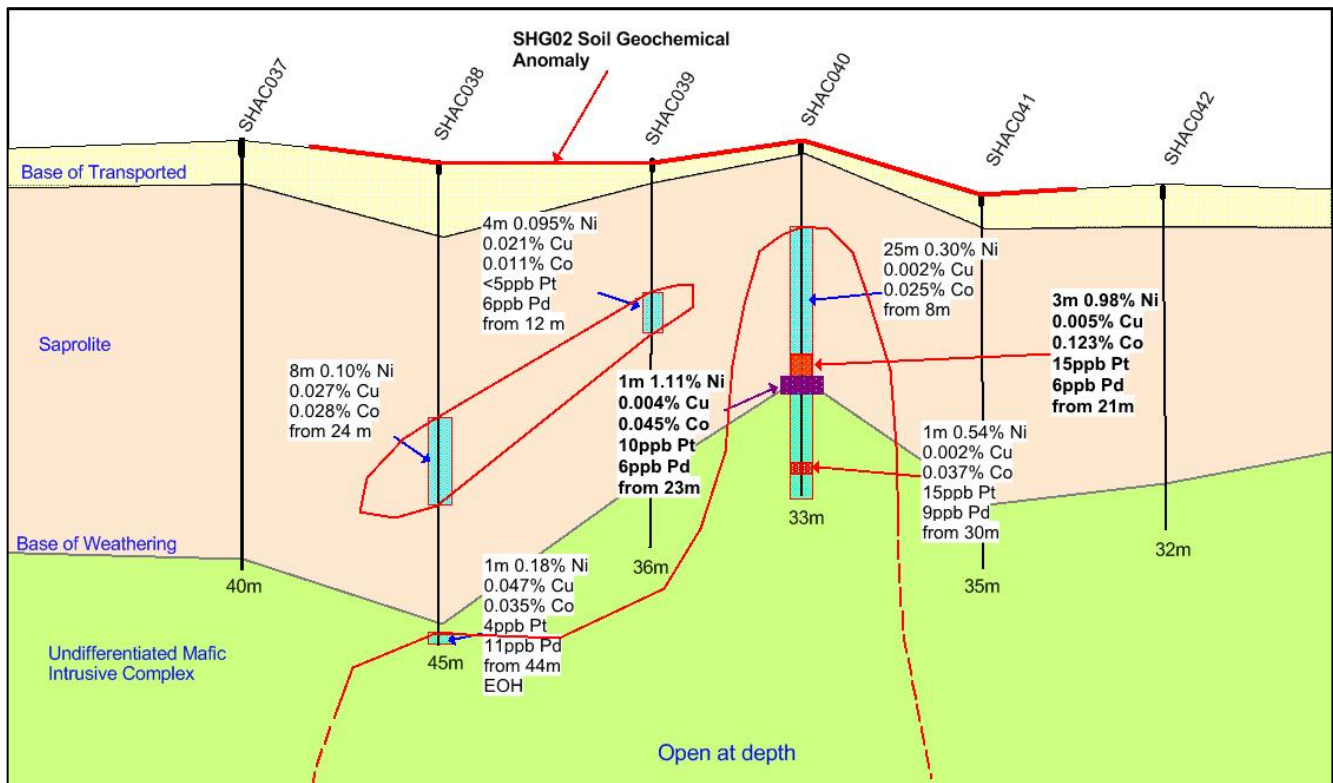 SHG02 Soil Geochemical
Anomaly
SHAC037
SHAC038
SHAC039
SHAC040
SHAC041
SHAC042
Base of Transported
4m 0.095% Ni
0.021% Cu
0.011% Co
<5ppb Pt
6ppb Pd
from 12 m
25m 0.30% Ni
0.002% Cu
0.025% Co
from 8m
3m 0.98% Ni
0.005% Cu
0.123% Co
15ppb Pt
6ppb Pd
from 21m
Saprolite
8m 0.10% Ni
0.027% Cu
0.028% Co
from 24 m
1m 1.11% Ni
0.004% Cu
0.045% Co
10ppb Pt
6ppb Pd
from 23m
1m 0.54% Ni
0.002% Cu
0.037% Co
15ppb Pt
9ppb Pd
from 30m
33m
Base of Weathering
40m
1m 0.18% Ni
0.047% Cu
0.035% Co
4ppb Pt
11ppb Pd
from 44m
EOH
36m
35m
32m
45m
Undifferentiated Mafic
Intrusive Complex
Open at depth